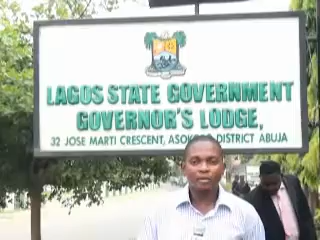 LAGOS STATE GOVERNMENT
GOVERNOR'S LODGE,
32 JOSE MARTI CRESCENT, ASOKORO DISTRICT ABUJA